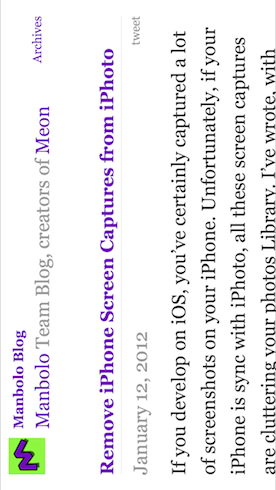 Manbolo Blog
Manbolo Team Blog, creators of Meon
Archives
Remove iPhone Screen Captures from iPhoto
January 12, 2012
tweet
If you develop on iOS, you've certainly captured a lot
of screenshots on your iPhone. Unfortunately, if your
iPhone is sync with iPhoto, all these screen captures
are cluttering your photos Library. I've wrote, with